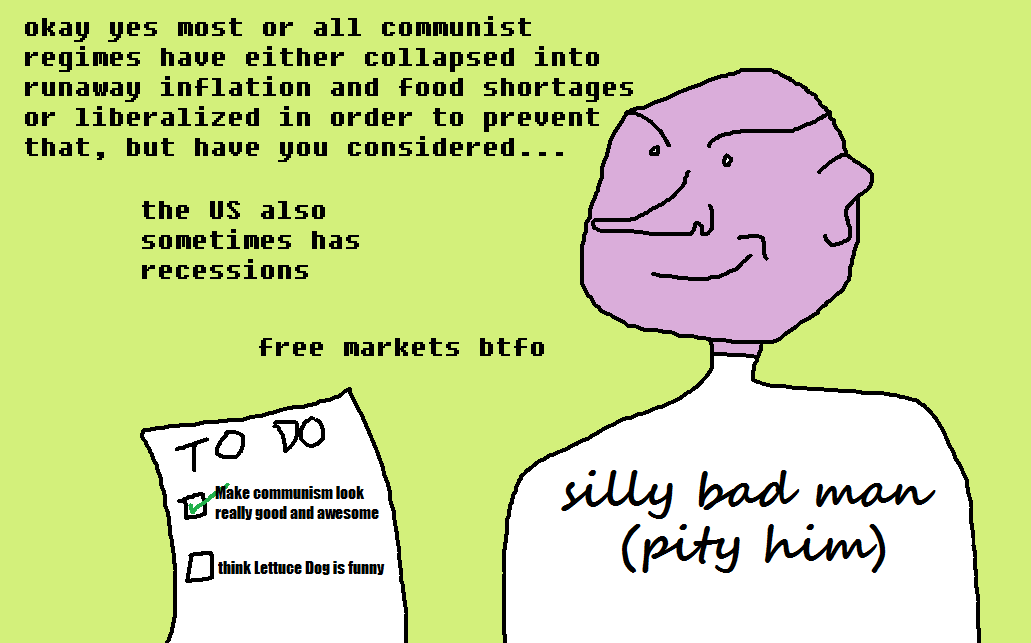 okay yes most or all communist
regimes have either collapsed into
runaway inflation and food shortages
or liberalized in order to prevent
that, but have you considered...
the US also
sometimes has
recessions
free markets btfo
TO DO
Make communism look
really good and awesome
think Lettuce Dog is funny
silly bad man
(pity him)